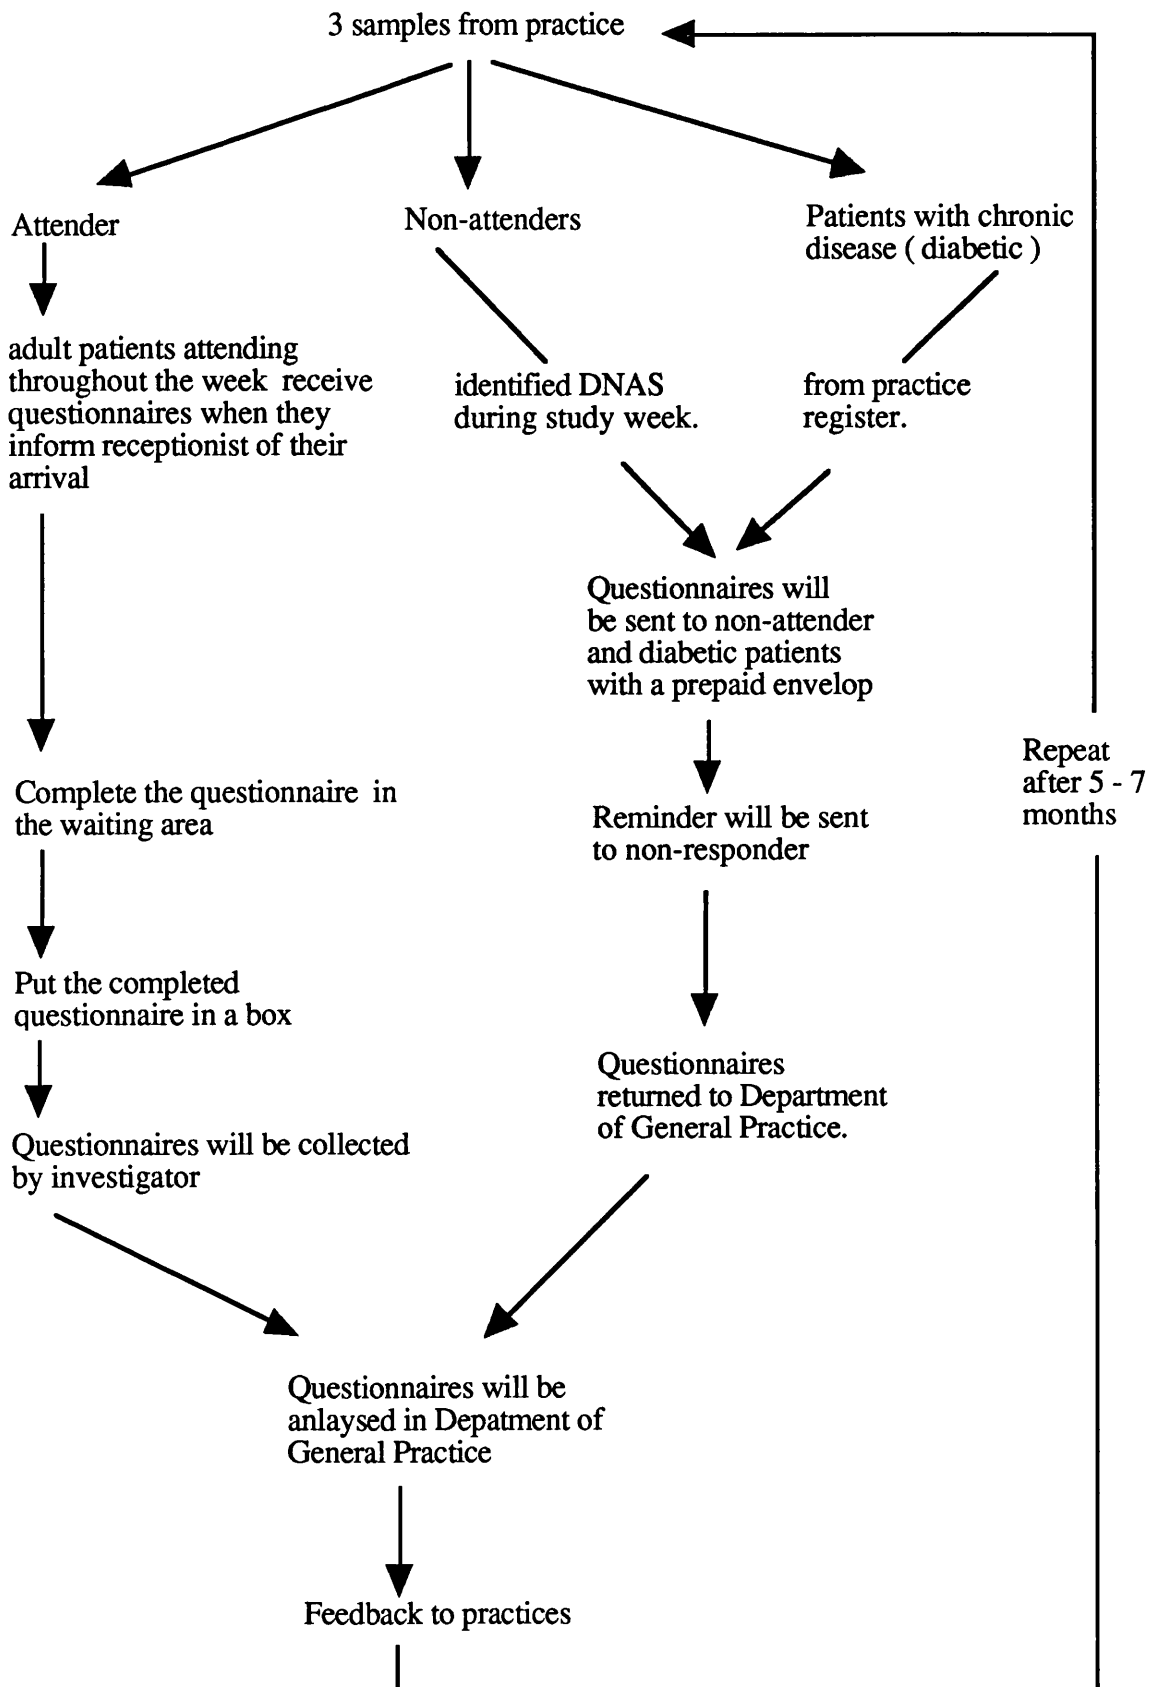 3 samples from practice
Attender
Non-attenders
Patients with chronic
disease ( diabetic )
adult patients attending
throughout the week receive
questionnaires when they
inform receptionist of their
arrival
identified DNAS
during study week.
from practice
register.
Questionnaires will
be sent to non-attender
and diabetic patients
with a prepaid envelop
Repeat
after 5 - 7
months
Complete the questionnaire in
the waiting area
Reminder will be sent
to non-responder
Put the completed
questionnaire in a box
Questionnaires
returned to Department
of General Practice.
Questionnaires will be collected
by investigator
Questionnaires will be
anlaysed in Depatment of
General Practice
Feedback to practices